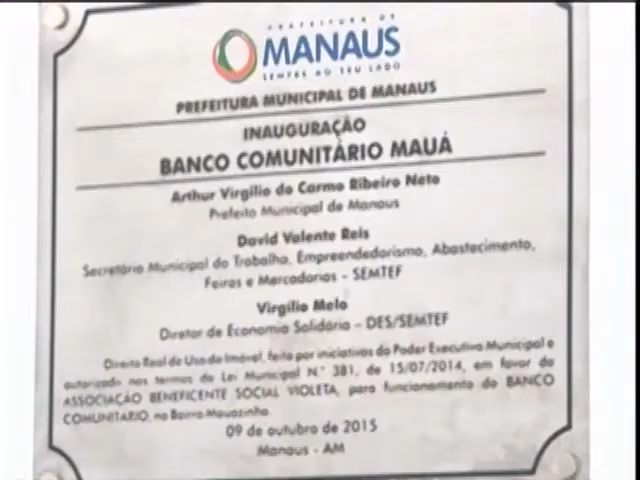 PREFEITURA DE
MANAUS
SEMPRE AO SEU LADO
PREFEITURA MUNICIPAL DE MANAUS
INAUGURAÇÃO
BANCO COMUNITÁRIO MAUÁ
Arthur Virgílio do Carmo Ribeiro Neto
Prefeito Municipal de Manaus
David Valente Reis
Secretário Municipal do Trabalho, Empreendedorismo, Abastecimento,
Feiras e Mercadorias - SEMTEF
Virgílio Melo
Diretor de Economia Solidária - DES/SEMTEF
Direito Real de Uso do Imóvel, feito por iniciativas do Poder Executivo Municipal e
autorizado nos termos da Lei Municipal N.° 381, de 15/07/2014, em favor da
ASSOCIAÇÃO BENEFICENTE SOCIAL VIOLETA, para funcionamento do BANCO
COMUNITÁRIO, no Bairro Mauazinho.
09 de outubro de 2015
Manaus - AM